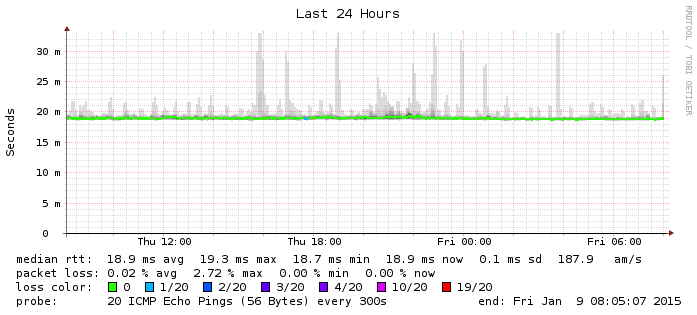 Last 24 Hours
RRDTOOL / TOBI OETIKER
Seconds
30 m
25 m
20 m
15 m
10 m
5 m
0
Thu 12:00 Thu 18:00 Fri 00:00 Fri 06:00
median rtt: 18.9 ms avg 19.3 ms max 18.7 ms min 18.9 ms now 0.1 ms sd 187.9 am/s
packet loss: 0.02 % avg 2.72 % max 0.00 % min 0.00 % now
loss color: 0 1/20 2/20 3/20 4/20 10/20 19/20
probe: 20 ICMP Echo Pings (56 Bytes) every 300s end: Fri Jan 9 08:05:07 2015